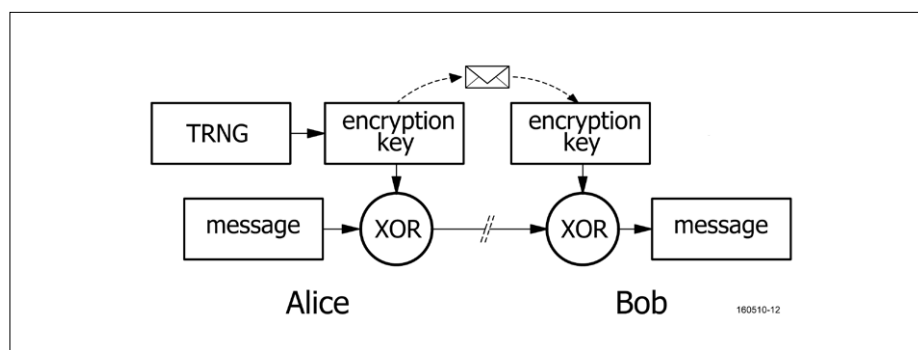 TRNG
encryption
key
encryption
key
message
XOR
XOR
message
Alice
Bob
160510-12